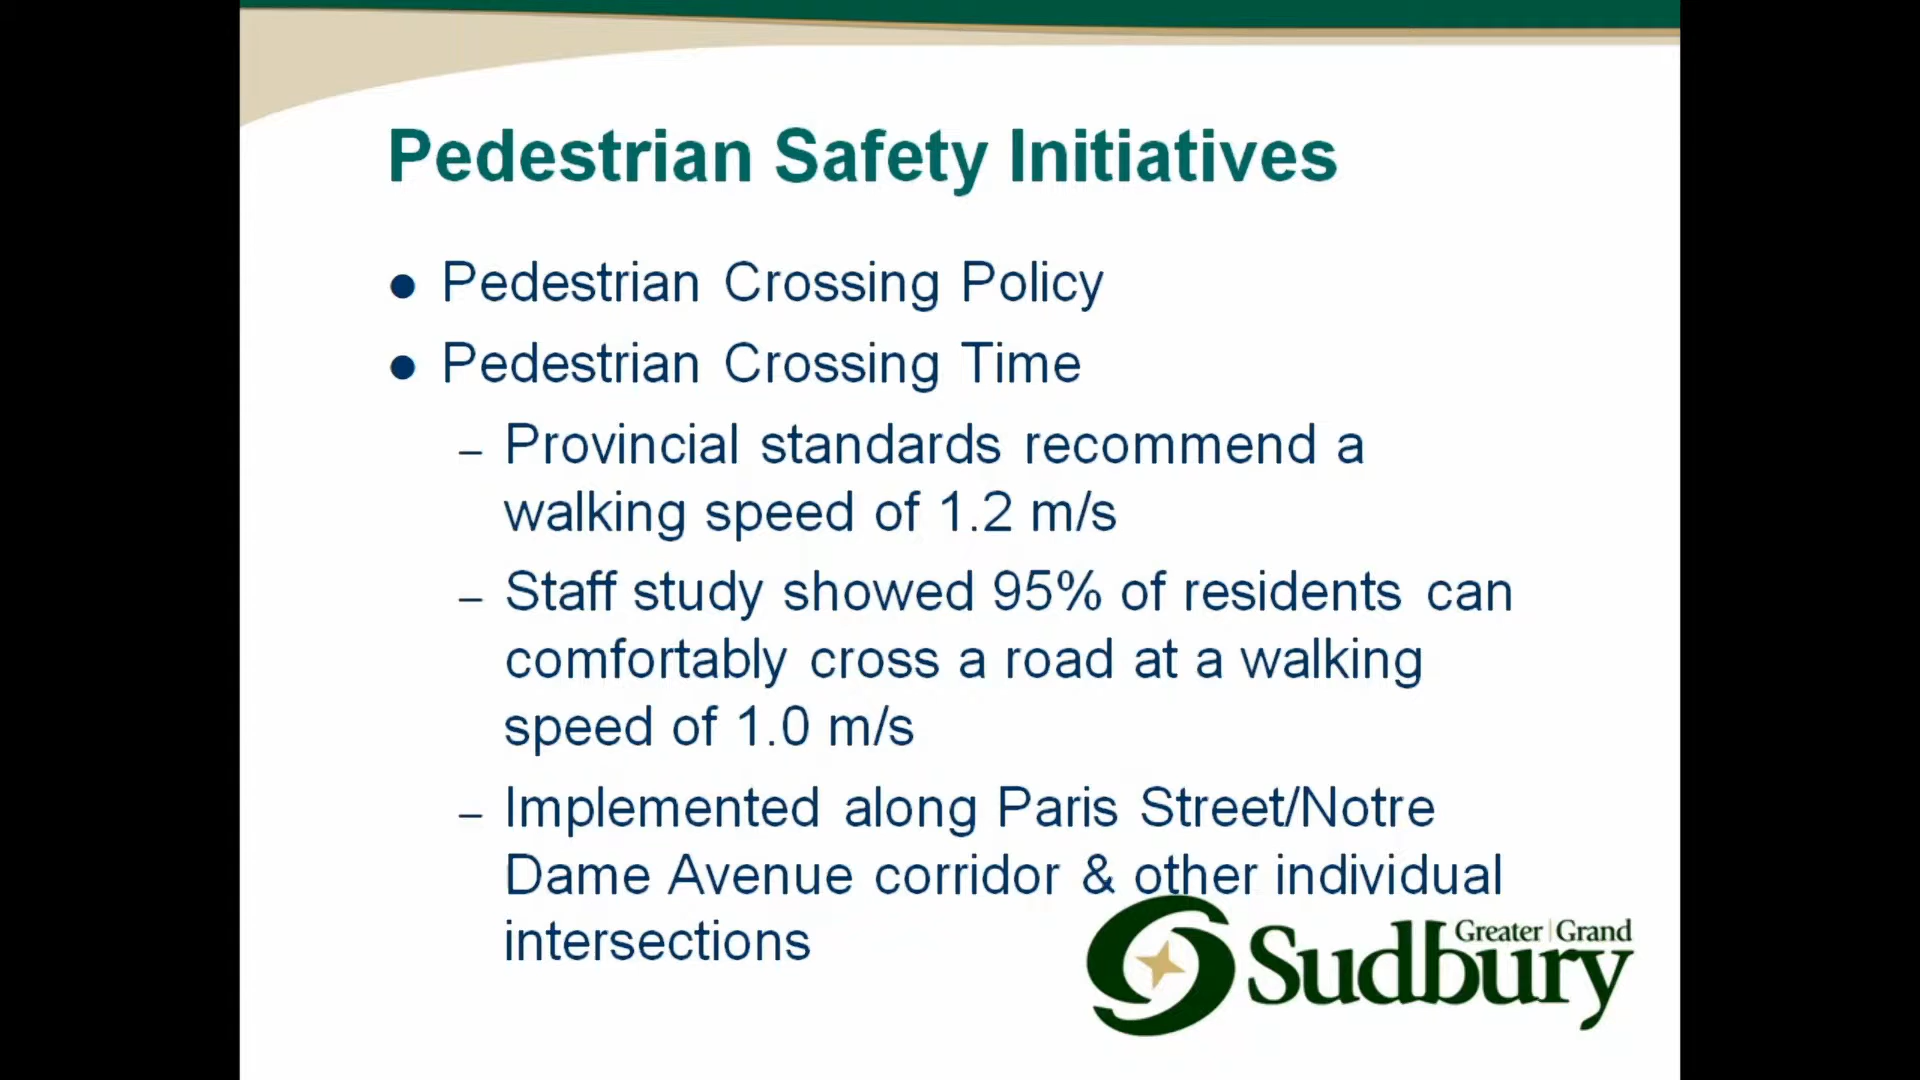 Pedestrian Safety Initiatives
● Pedestrian Crossing Policy
● Pedestrian Crossing Time
– Provincial standards recommend a
walking speed of 1.2 m/s
– Staff study showed 95% of residents can
comfortably cross a road at a walking
speed of 1.0 m/s
– Implemented along Paris Street/Notre
Dame Avenue corridor & other individual
intersections
Greater | Grand
Sudbury